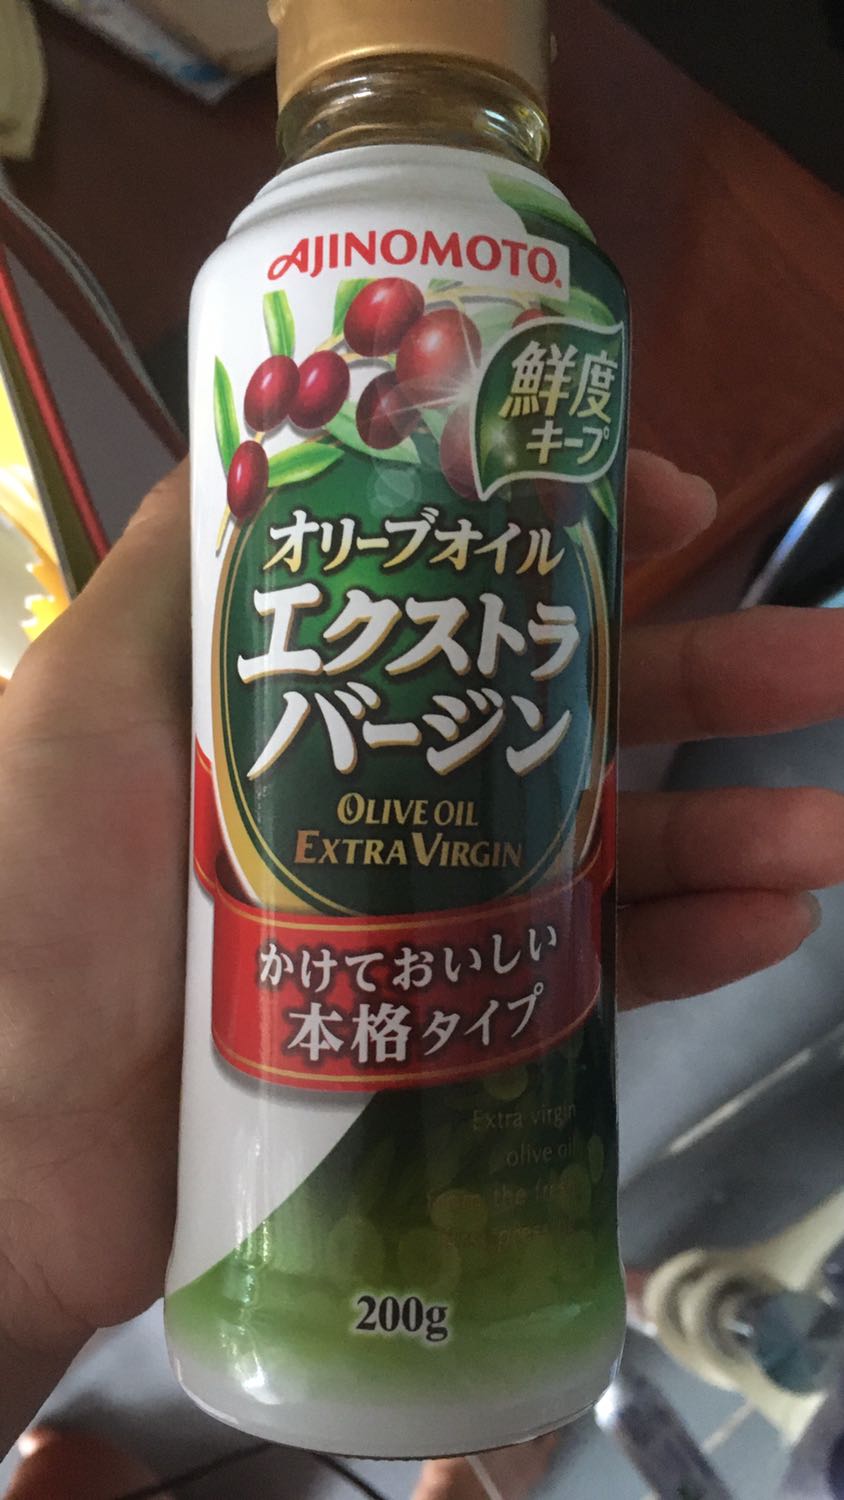 AJINOMOTO®
鮮度
キープ
オリーブオイル
エクストラ
バージン
OLIVE OIL
EXTRA VIRGIN
かけておいしい
本格タイプ
Extra virgin
olive oil
the
200g